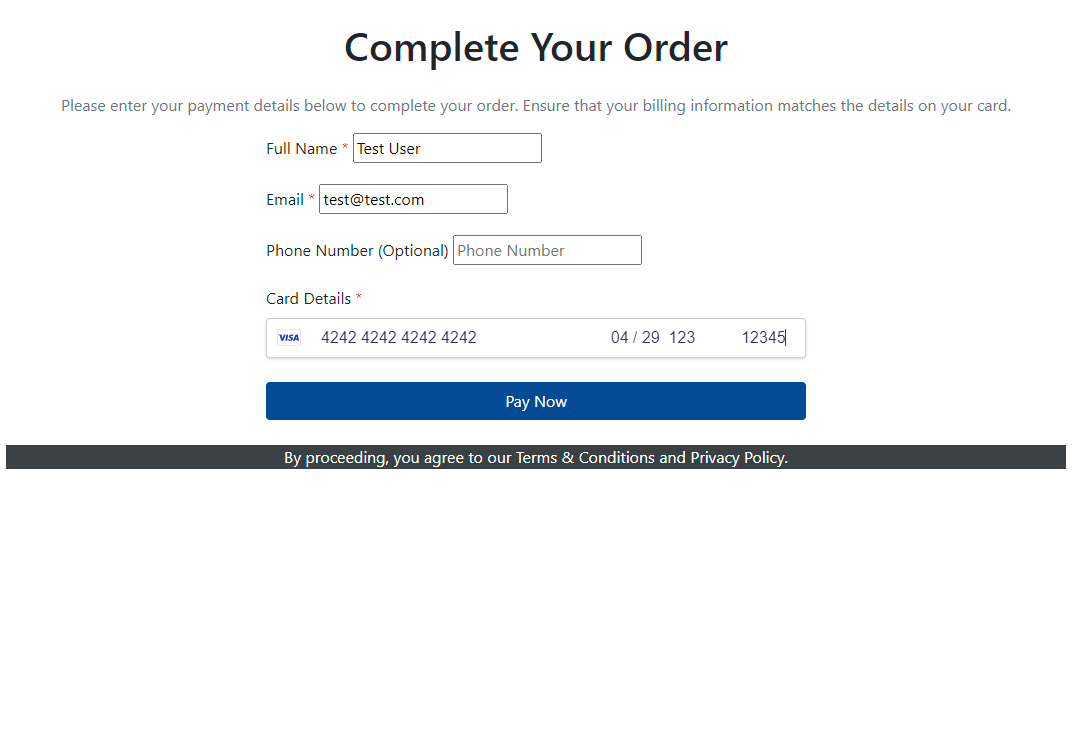 Complete Your Order
Please enter your payment details below to complete your order. Ensure that your billing information matches the details on your card.
Full Name * Test User
Email * test@test.com
Phone Number (Optional) Phone Number
Card Details *
VISA 4242 4242 4242 4242 04 / 29 123 12345
Pay Now
By proceeding, you agree to our Terms & Conditions and Privacy Policy.